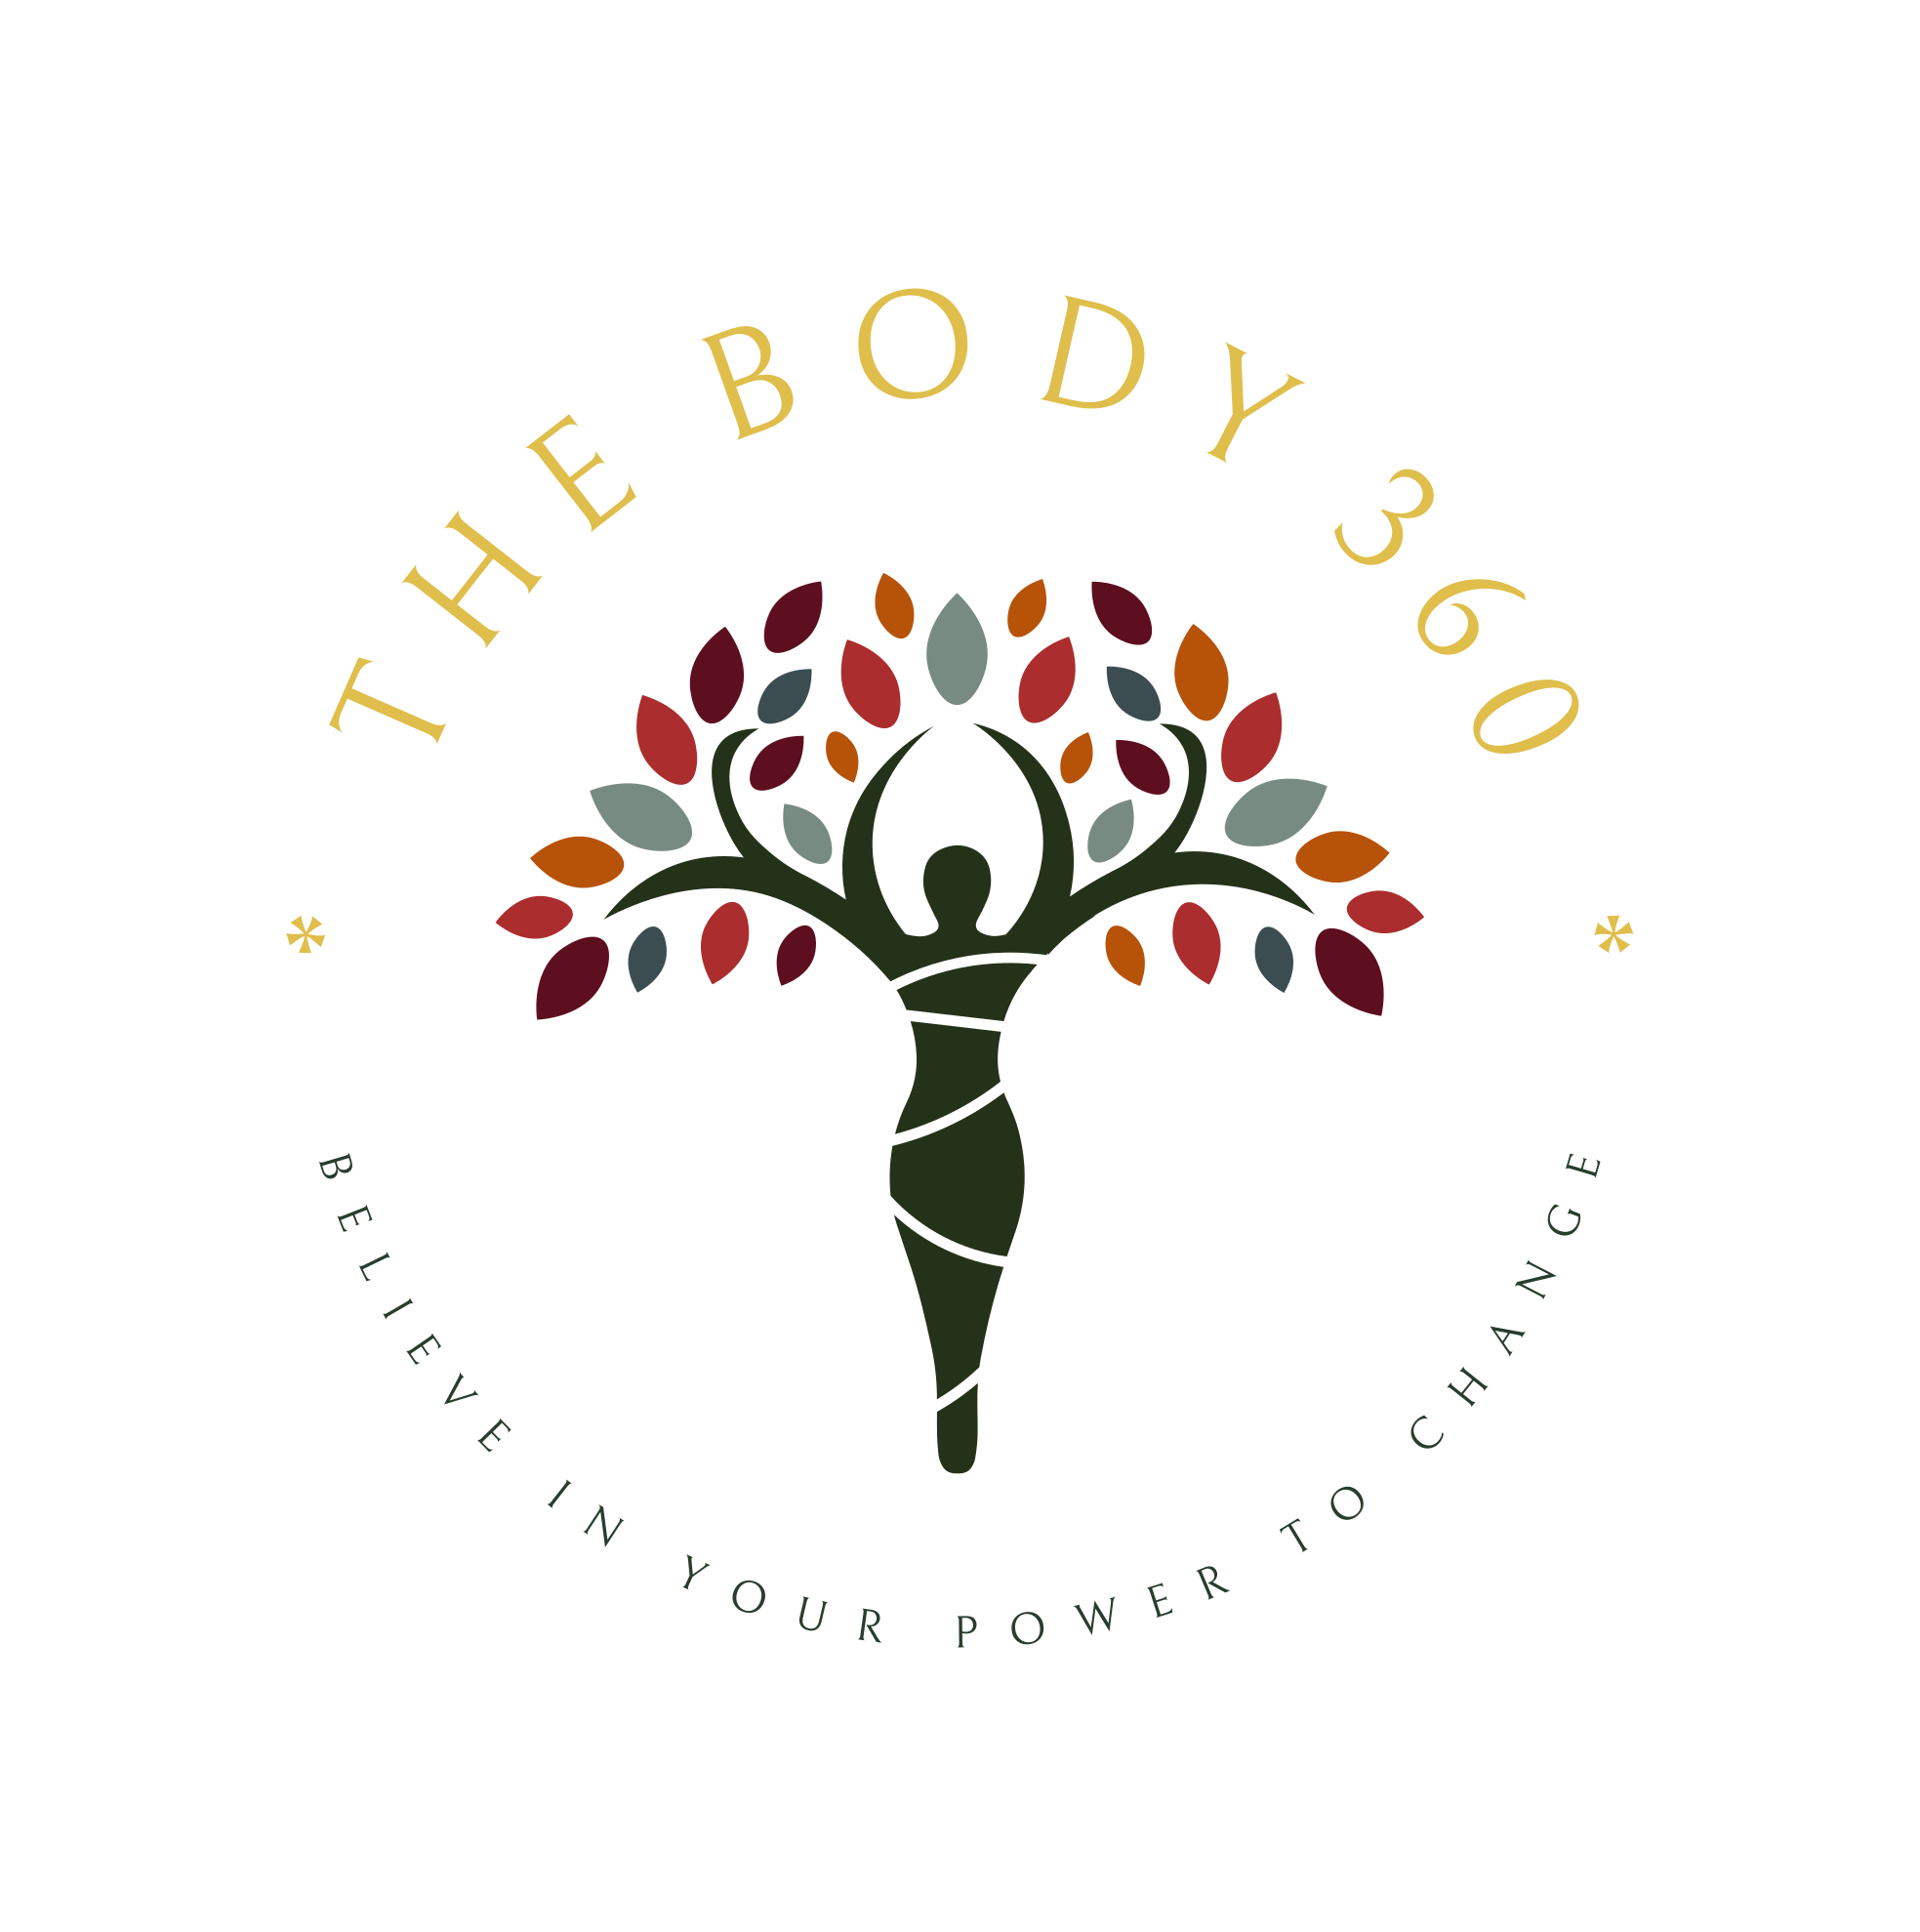 THE BODY 360
* *
BELIEVE IN YOUR POWER TO CHANGE